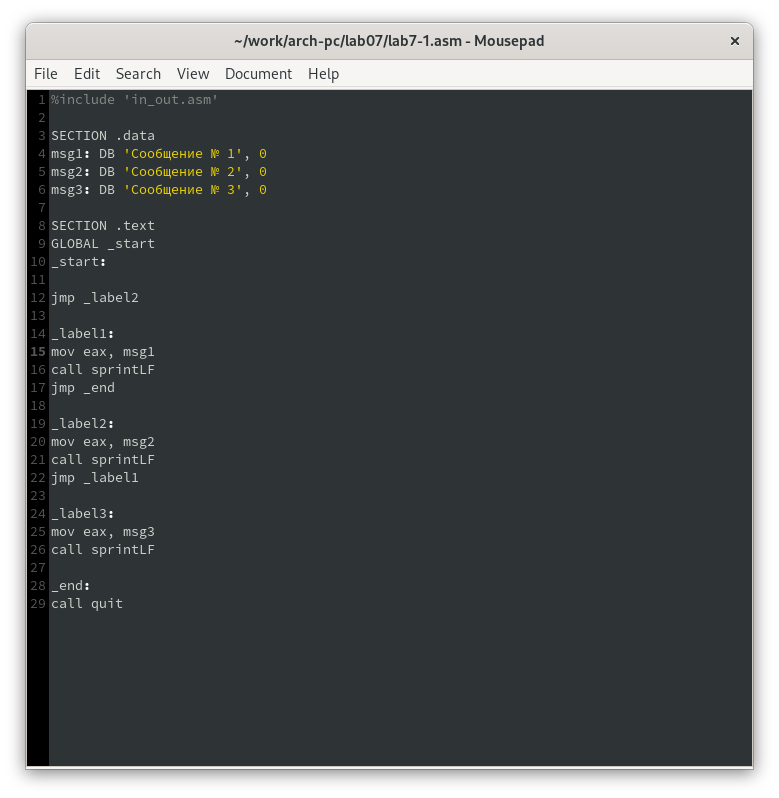 ~/work/arch-pc/lab07/lab7-1.asm - Mousepad
File Edit Search View Document Help
1 %include 'in_out.asm'
2
3 SECTION .data
4 msg1: DB 'Сообщение № 1', 0
5 msg2: DB 'Сообщение № 2', 0
6 msg3: DB 'Сообщение № 3', 0
7
8 SECTION .text
9 GLOBAL _start
10 _start:
11
12 jmp _label2
13
14 _label1:
15 mov eax, msg1
16 call sprintLF
17 jmp _end
18
19 _label2:
20 mov eax, msg2
21 call sprintLF
22 jmp _label1
23
24 _label3:
25 mov eax, msg3
26 call sprintLF
27
28 _end:
29 call quit